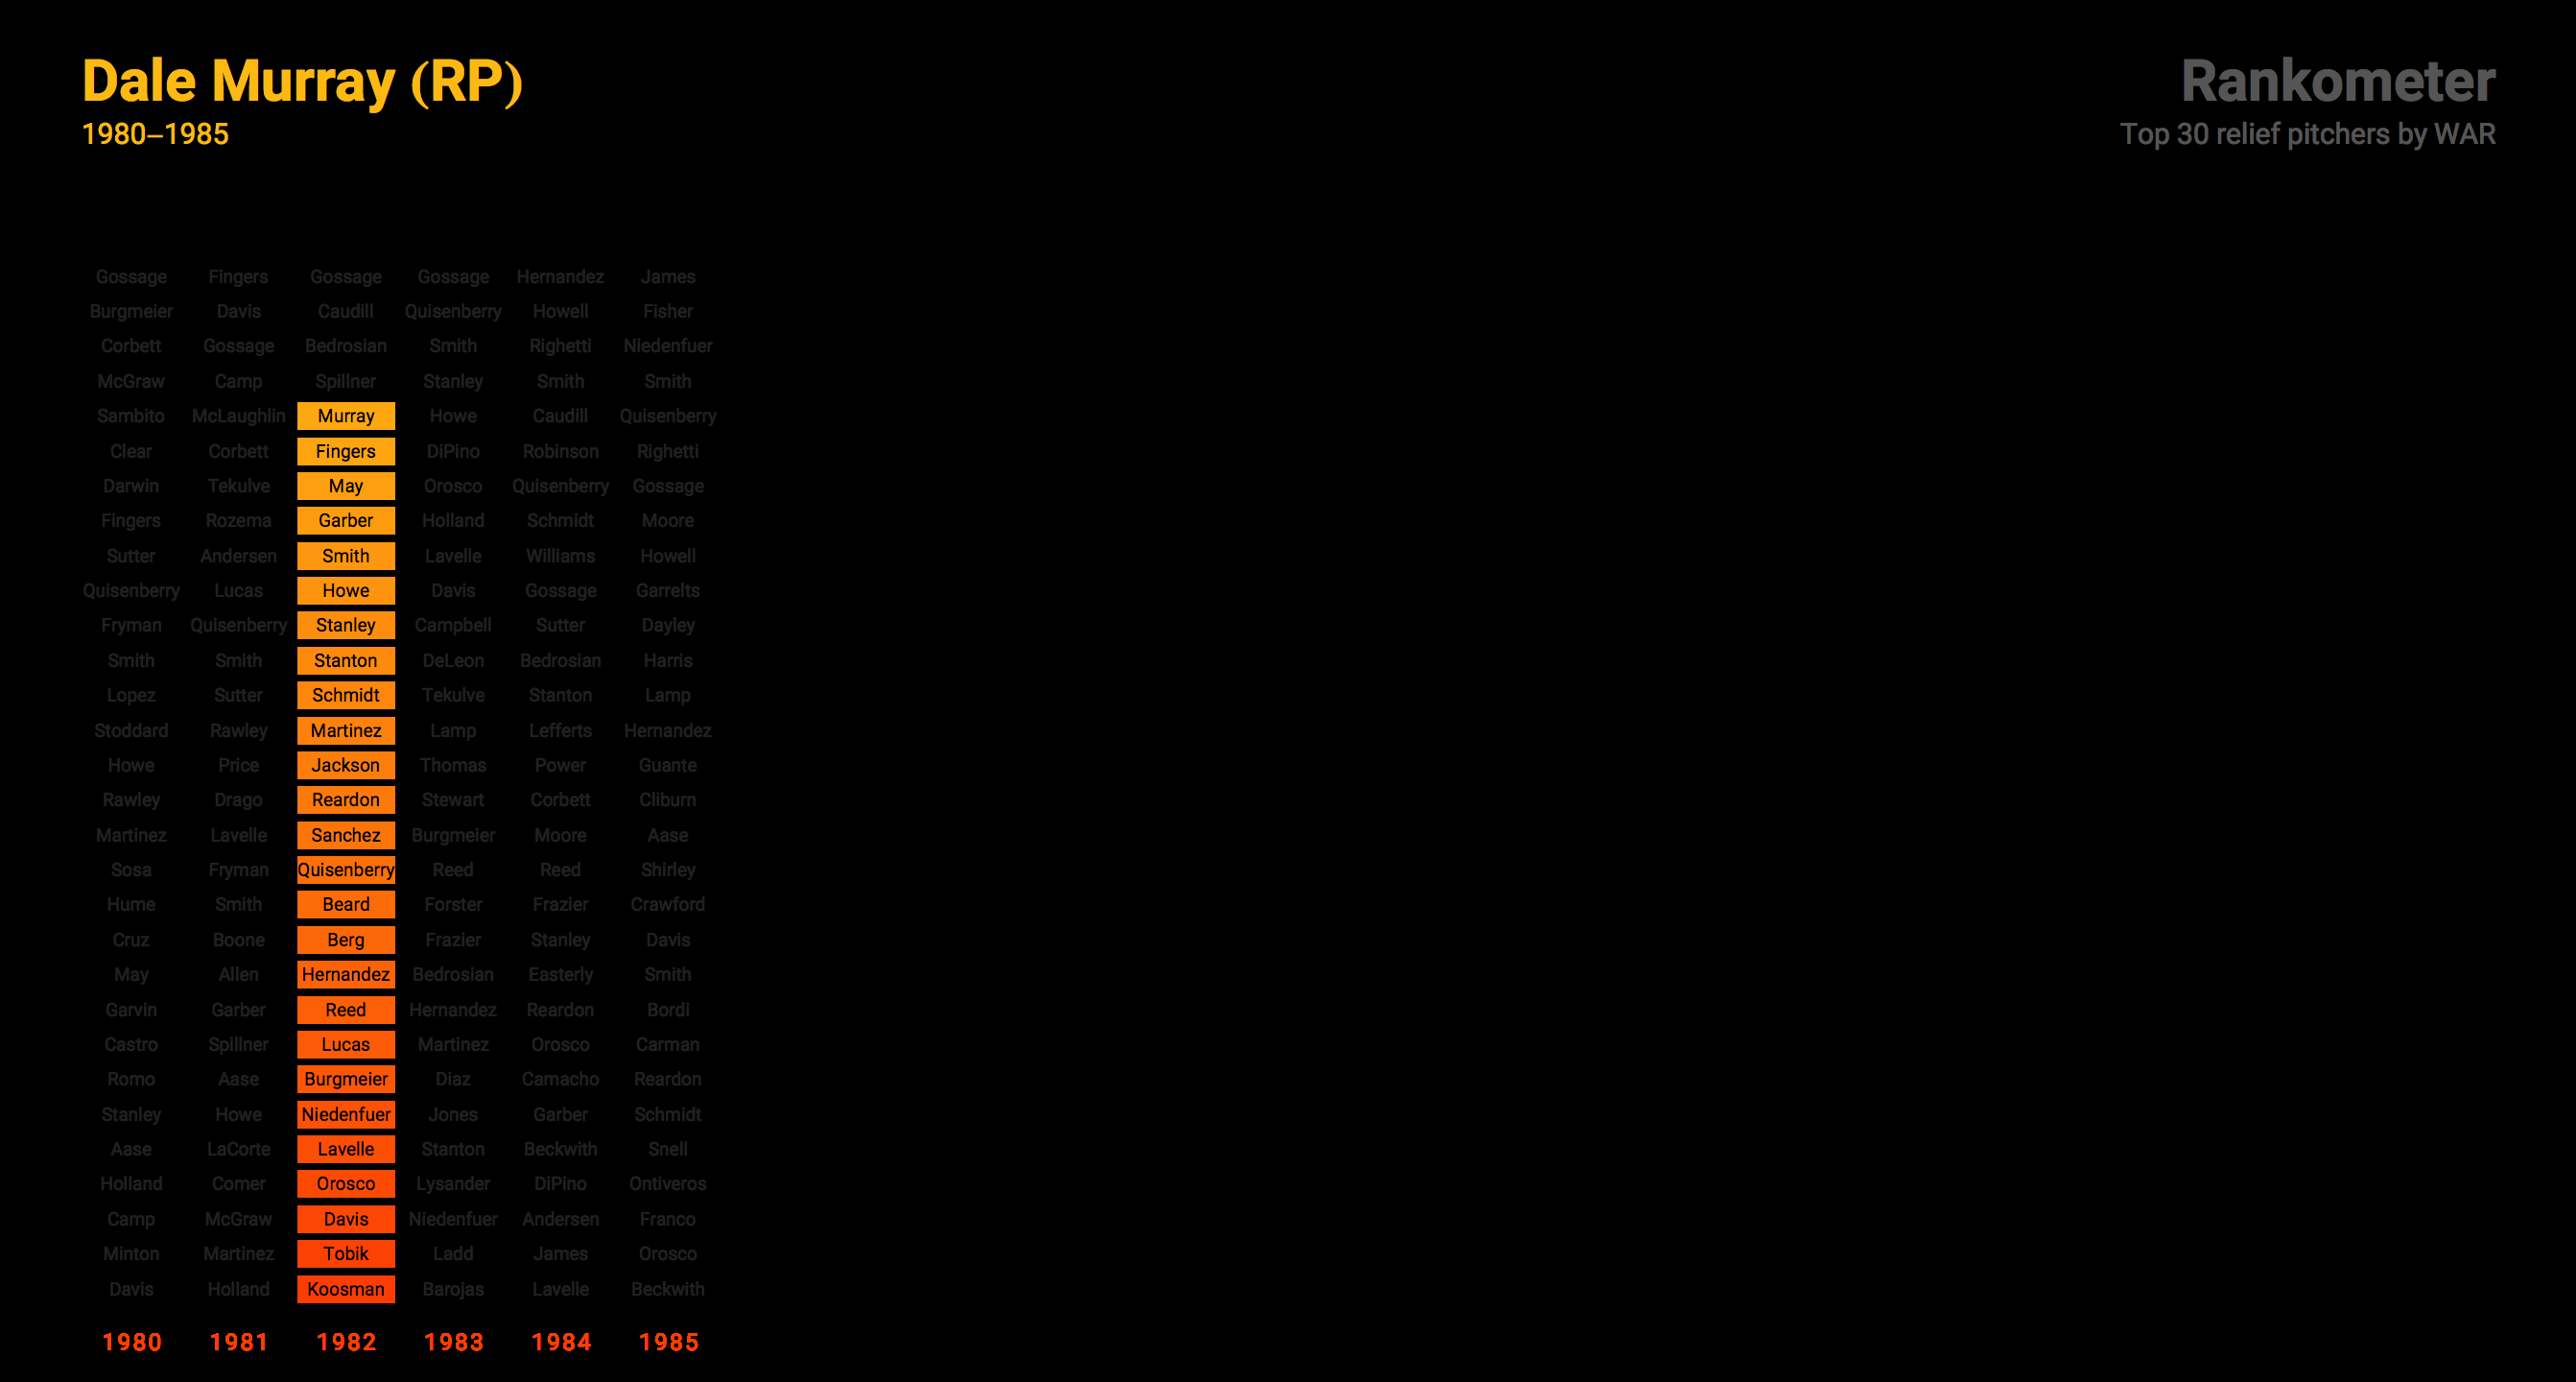 Dale Murray (RP)
1980–1985
Rankometer
Top 30 relief pitchers by WAR
Gossage Fingers Gossage Gossage Hernandez James
Burgmeier Davis Caudill Quisenberry Howell Fisher
Corbett Gossage Bedrosian Smith Righetti Niedenfuer
McGraw Camp Spillner Stanley Smith Smith
Sambito McLaughlin Murray Howe Caudill Quisenberry
Clear Corbett Fingers DiPino Robinson Righetti
Darwin Tekulve May Orosco Quisenberry Gossage
Fingers Rozema Garber Holland Schmidt Moore
Sutter Andersen Smith Lavelle Williams Howell
Quisenberry Lucas Howe Davis Gossage Garrelts
Fryman Quisenberry Stanley Campbell Sutter Dayley
Smith Smith Stanton DeLeon Bedrosian Harris
Lopez Sutter Schmidt Tekulve Stanton Lamp
Stoddard Rawley Martinez Lamp Lefferts Hernandez
Howe Price Jackson Thomas Power Guante
Rawley Drago Reardon Stewart Corbett Cliburn
Martinez Lavelle Sanchez Burgmeier Moore Aase
Sosa Fryman Quisenberry Reed Reed Shirley
Hume Smith Beard Forster Frazier Crawford
Cruz Boone Berg Frazier Stanley Davis
May Allen Hernandez Bedrosian Easterly Smith
Garvin Garber Reed Hernandez Reardon Bordi
Castro Spillner Lucas Martinez Orosco Carman
Romo Aase Burgmeier Diaz Camacho Reardon
Stanley Howe Niedenfuer Jones Garber Schmidt
Aase LaCorte Lavelle Stanton Beckwith Snell
Holland Comer Orosco Lysander DiPino Ontiveros
Camp McGraw Davis Niedenfuer Andersen Franco
Minton Martinez Tobik Ladd James Orosco
Davis Holland Koosman Barojas Lavelle Beckwith
1980 1981 1982 1983 1984 1985